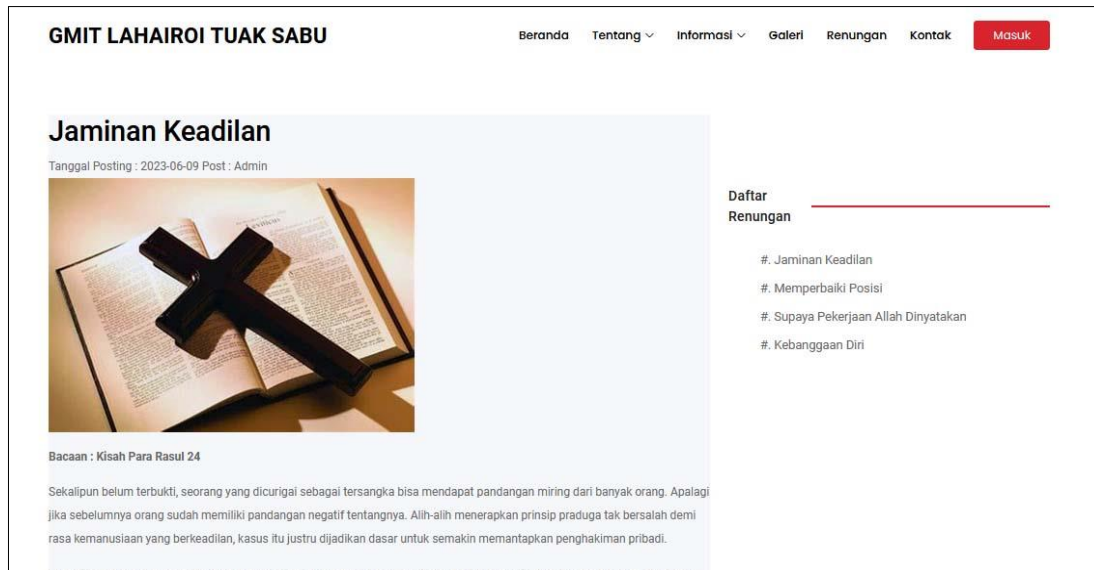 GMIT LAHAIROI TUAK SABU
Beranda Tentang Informasi Galeri Renungan Kontak Masuk
Jaminan Keadilan
Tanggal Posting : 2023-06-09 Post : Admin
Bacaan : Kisah Para Rasul 24
Sekalipun belum terbukti, seorang yang dicurigai sebagai tersangka bisa mendapat pandangan miring dari banyak orang. Apalagi
jika sebelumnya orang sudah memiliki pandangan negatif tentangnya. Alih-alih menerapkan prinsip praduga tak bersalah demi
rasa kemanusiaan yang berkeadilan, kasus itu justru dijadikan dasar untuk semakin memantapkan penghakiman pribadi.
Daftar
Renungan
#. Jaminan Keadilan
#. Memperbaiki Posisi
#. Supaya Pekerjaan Allah Dinyatakan
#. Kebanggaan Diri